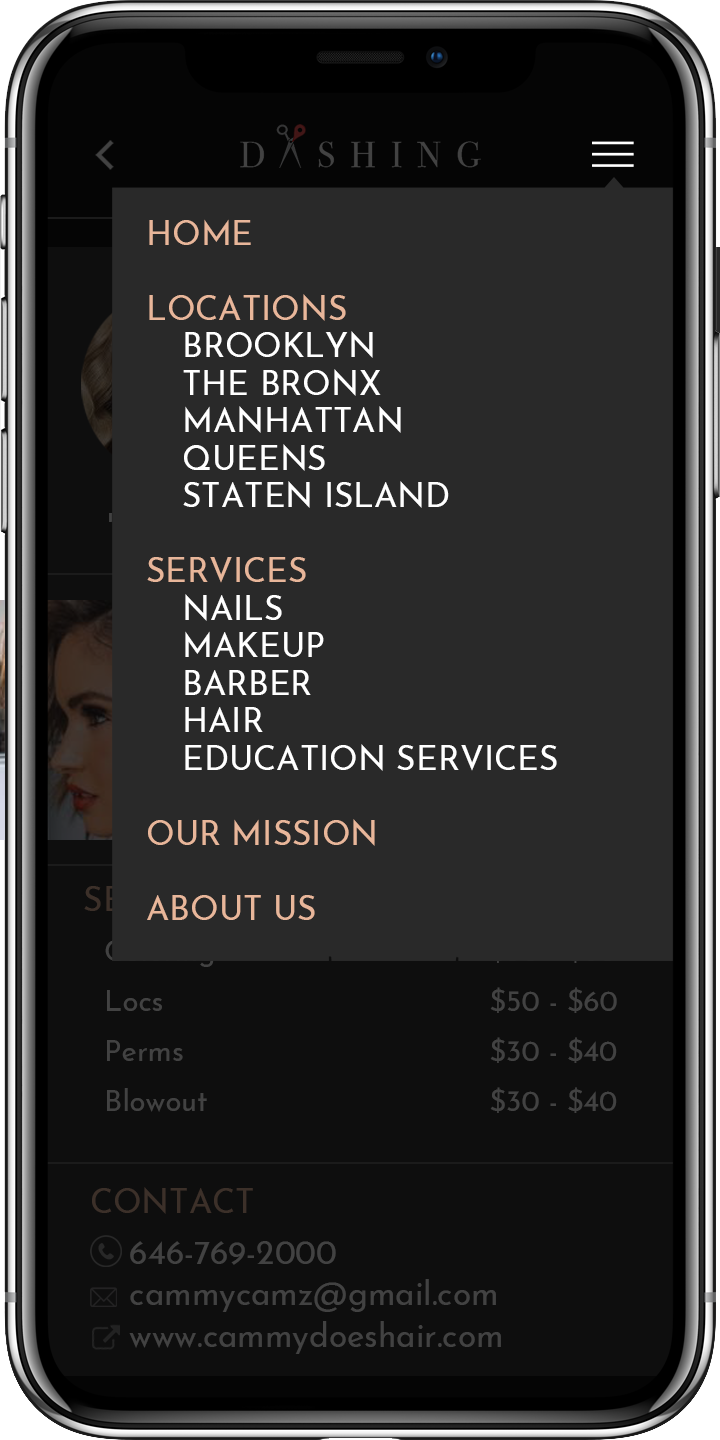 DASHING
HOME
LOCATIONS
BROOKLYN
THE BRONX
MANHATTAN
QUEENS
STATEN ISLAND
SERVICES
NAILS
MAKEUP
BARBER
HAIR
EDUCATION SERVICES
OUR MISSION
ABOUT US
Locs $50 - $60
Perms $30 - $40
Blowout $30 - $40
CONTACT
646-769-2000
cammycamz@gmail.com
www.cammydoeshair.com